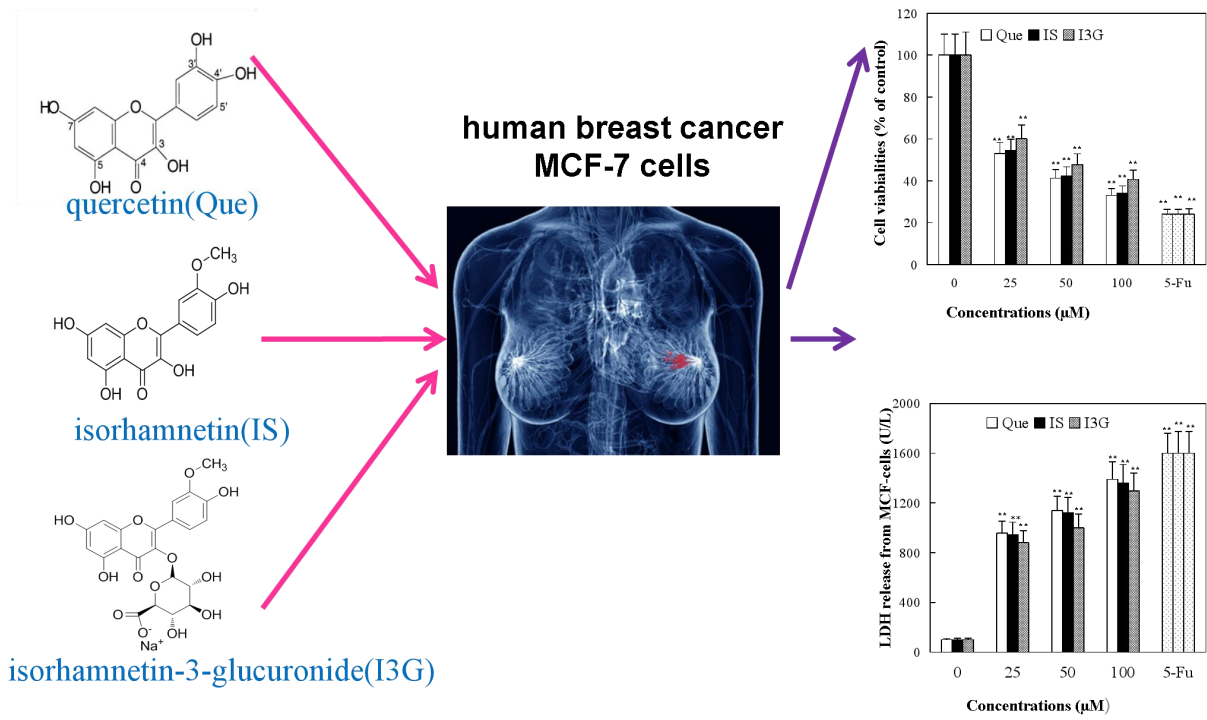 OH
3'
4'
OH
5'
HO
7
O
3
5
4
OH
OH
O
quercetin(Que)
O
CH₃
OH
HO
O
OH
OH
O
isorhamnetin(IS)
O
CH₃
OH
HO
O
O
OH
O
O
OH
O
OH
O⁻
OH
Na⁺
isorhamnetin-3-glucuronide(I3G)
human breast cancer
MCF-7 cells
Cell viabialities (% of control)
120
100
80
60
40
20
0
Que IS I3G
** ** **
** ** **
** ** **
** ** **
0 25 50 100 5-Fu
Concentrations (μM)
LDH release from MCF-cells (U/L)
2000
1600
1200
800
400
0
Que IS I3G
** ** **
** ** **
** ** **
** ** **
0 25 50 100 5-Fu
Concentrations (μM)